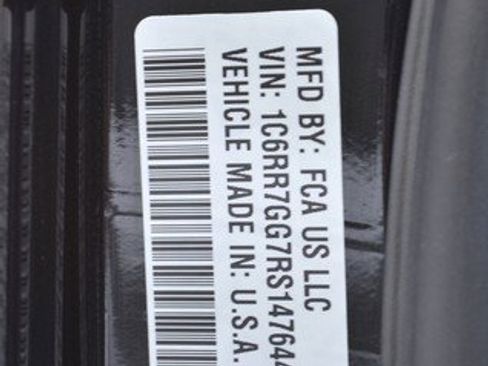 MFD BY: FCA US LLC
VIN: 1C6RR7GG7RS14764
VEHICLE MADE IN: U.S.A.